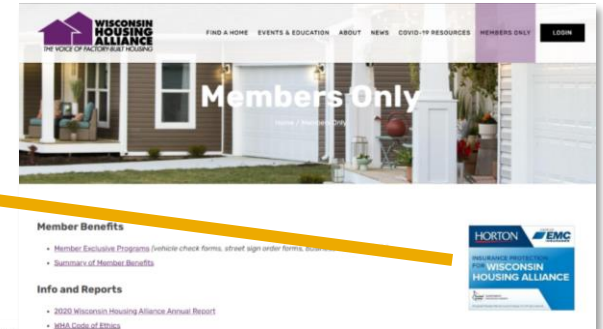 WISCONSIN
HOUSING
ALLIANCE
THE VOICE OF FACTORY-BUILT HOUSING
FIND A HOME EVENTS & EDUCATION ABOUT NEWS COVID-19 RESOURCES MEMBERS ONLY LOGIN
Members Only
Home / Members Only
Member Benefits
Member Exclusive Programs (vehicle check forms, street sign order forms,
Summary of Member Benefits
HORTON EMC
INSURANCE
INSURANCE PROTECTION
FOR WISCONSIN
HOUSING ALLIANCE
Info and Reports
2020 Wisconsin Housing Alliance Annual Report
WHA Code of Ethics